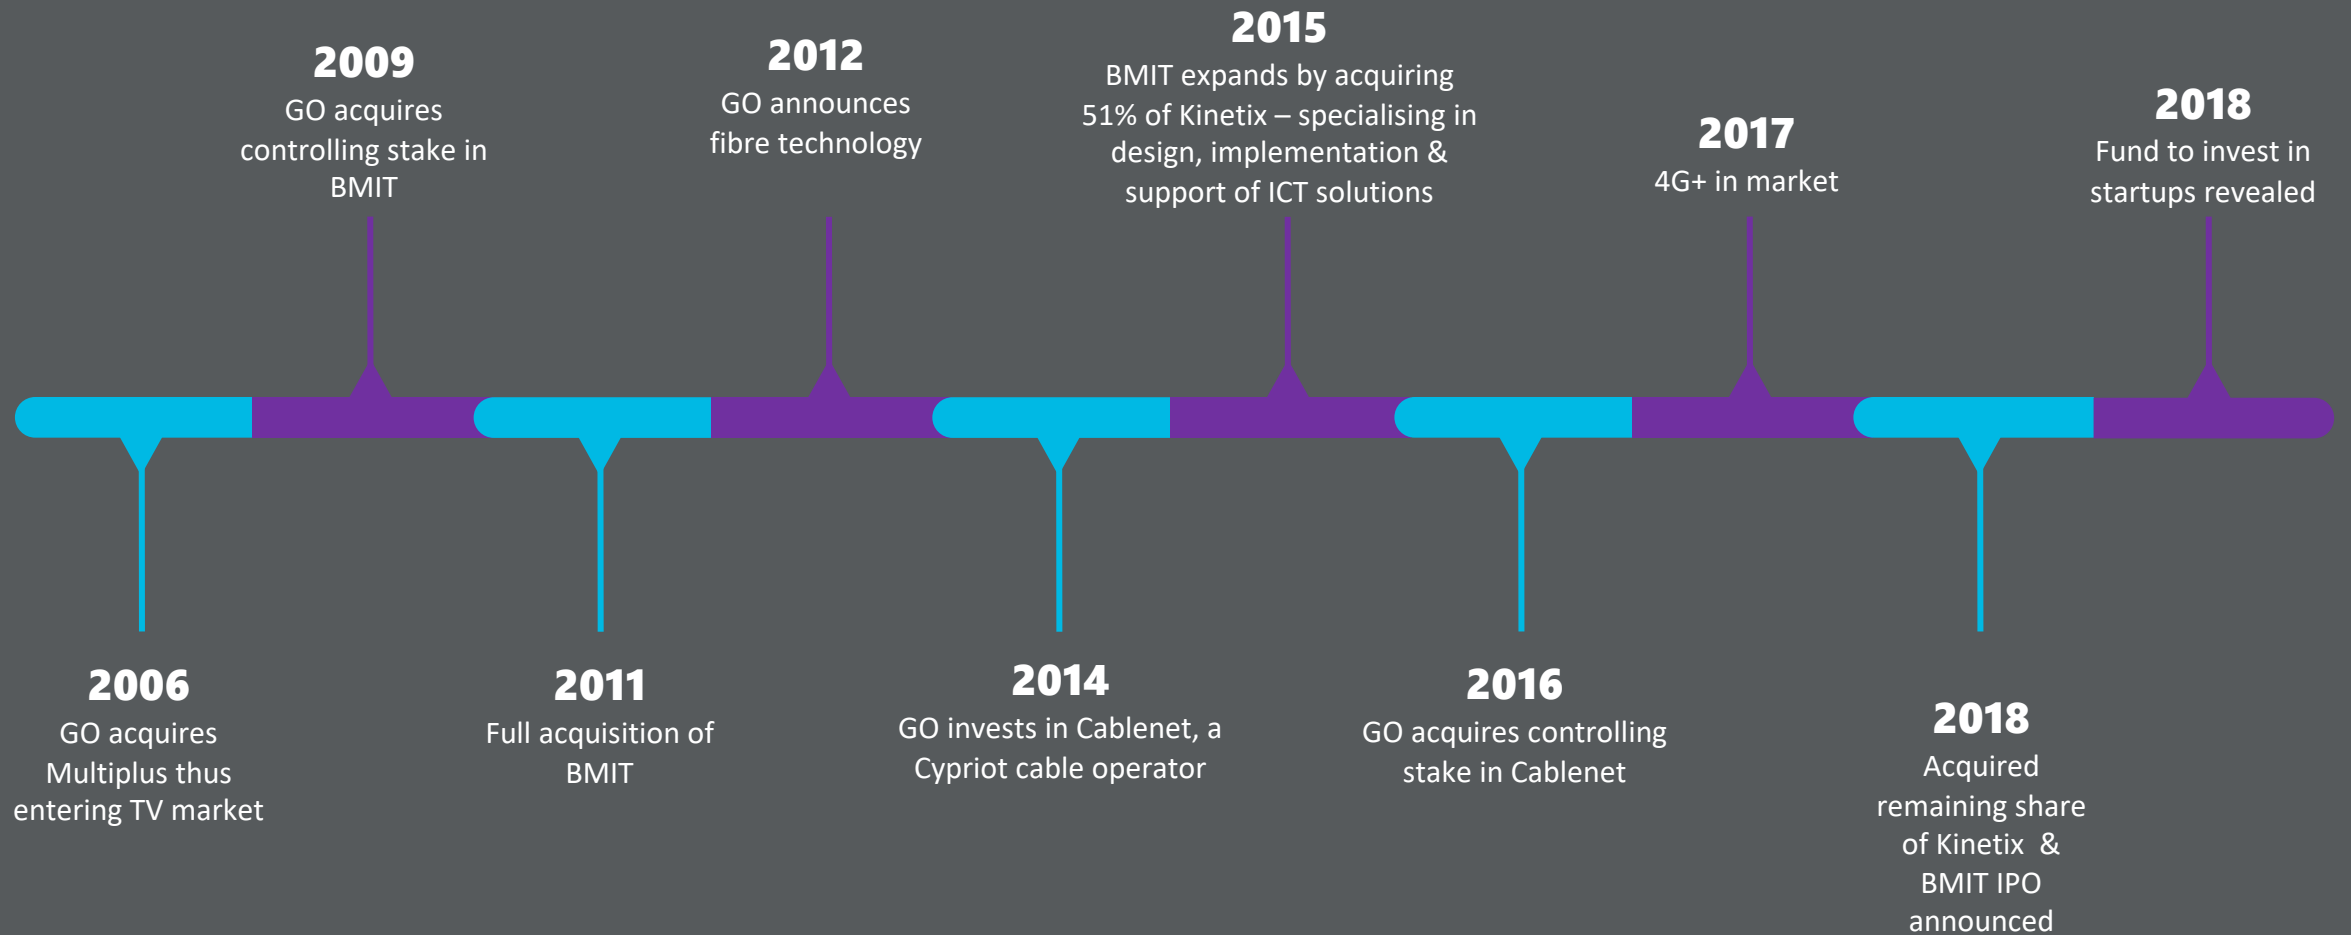 2006
GO acquires
Multiplus thus
entering TV market
2009
GO acquires
controlling stake in
BMIT
2011
Full acquisition of
BMIT
2012
GO announces
fibre technology
2014
GO invests in Cablenet, a
Cypriot cable operator
2015
BMIT expands by acquiring
51% of Kinetix – specialising in
design, implementation &
support of ICT solutions
2016
GO acquires controlling
stake in Cablenet
2017
4G+ in market
2018
Acquired
remaining share
of Kinetix &
BMIT IPO
announced
2018
Fund to invest in
startups revealed